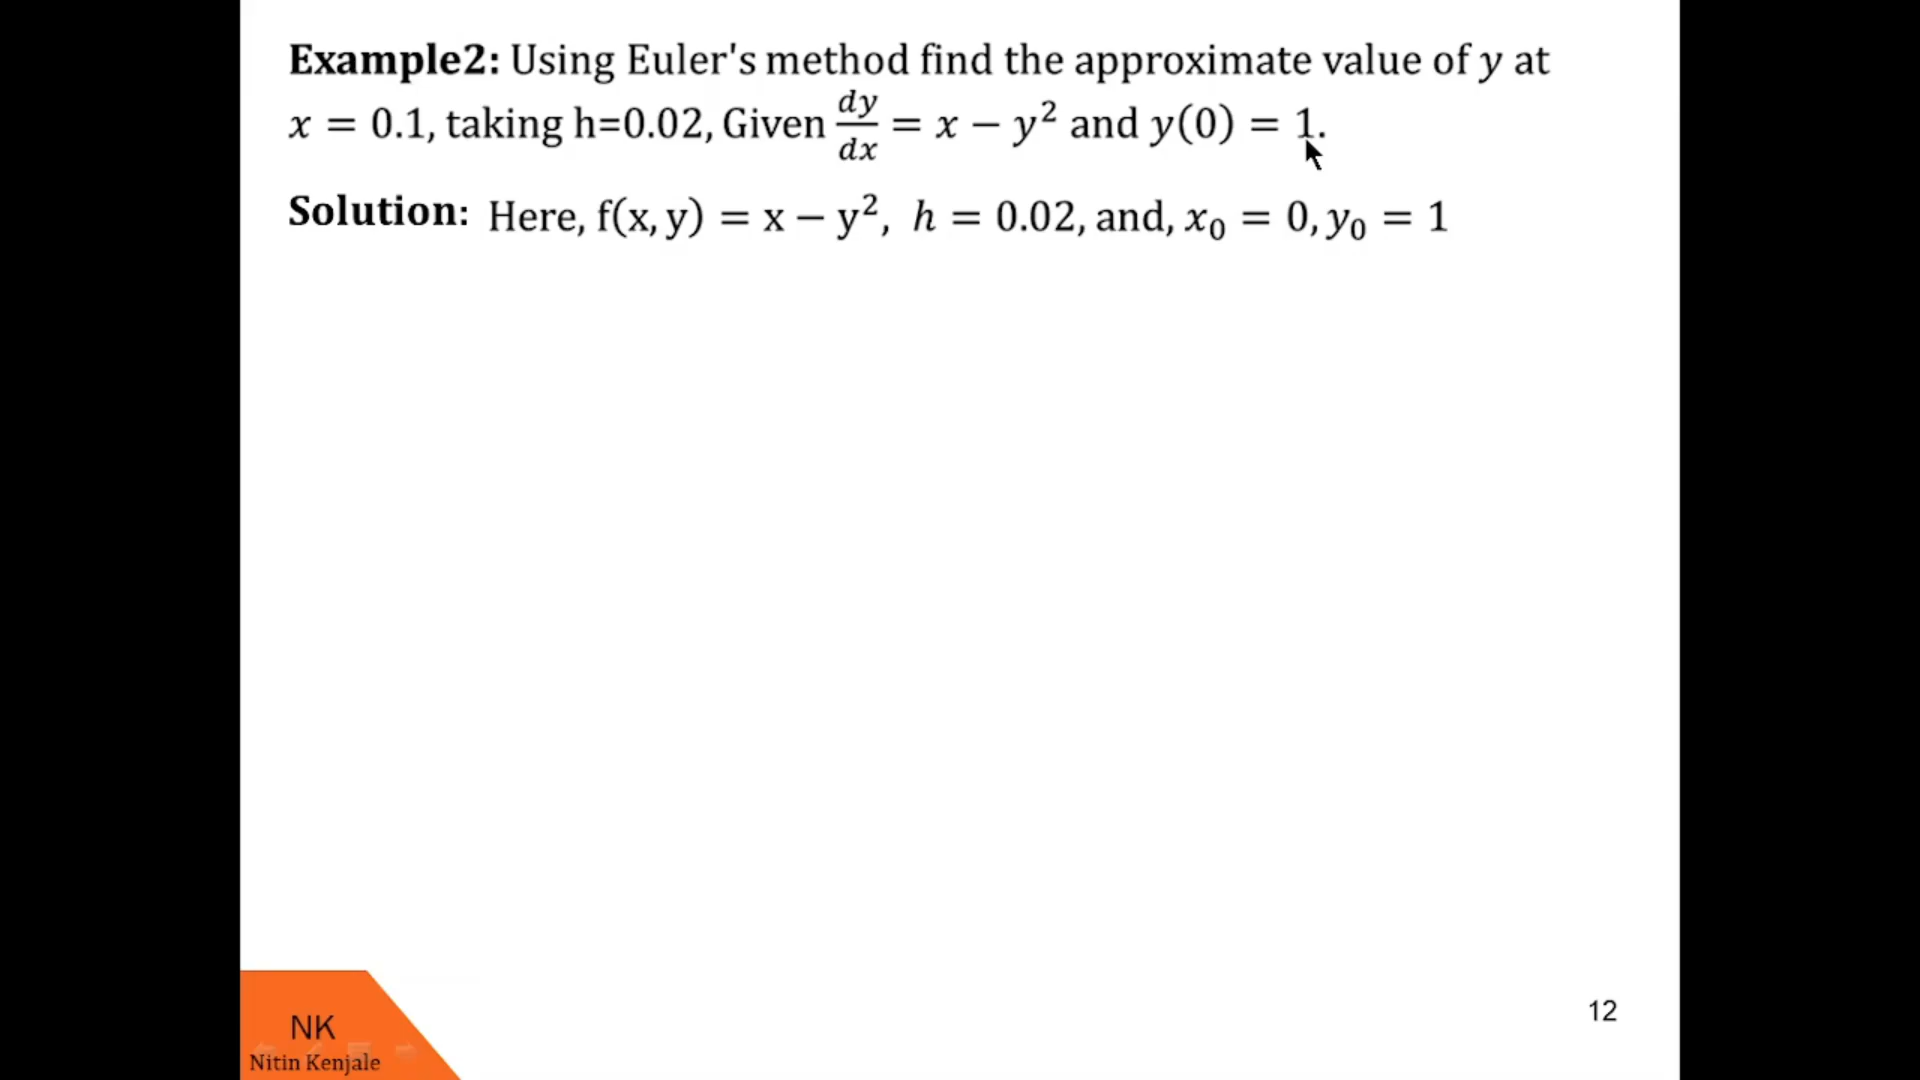 Example2: Using Euler's method find the approximate value of y at
x = 0.1, taking h=0.02, Given dy/dx = x − y² and y(0) = 1.
Solution: Here, f(x, y) = x − y², h = 0.02, and, x₀ = 0, y₀ = 1
12
NK
Nitin Kenjale